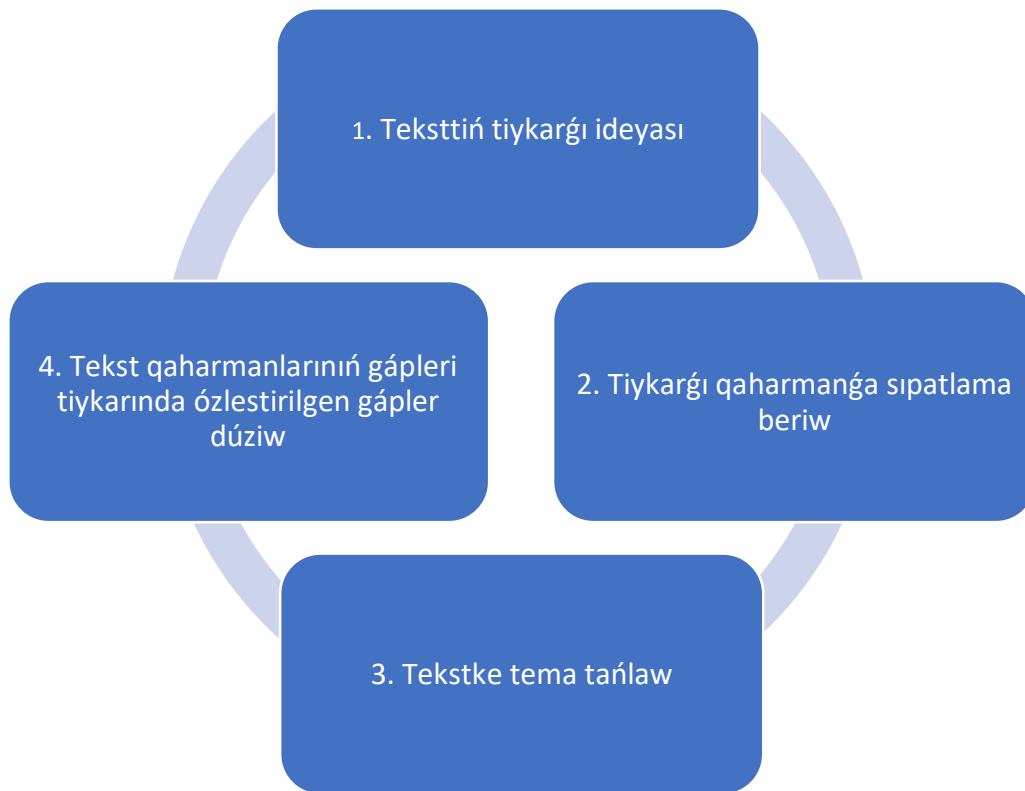 1. Teksttiń tiykarǵı ideyası
2. Tiykarǵı qaharmanǵa sıpatlama
beriw
3. Tekstke tema tańlaw
4. Tekst qaharmanlarınıń gápleri
tiykarında ózlestirilgen gápler
dúziw